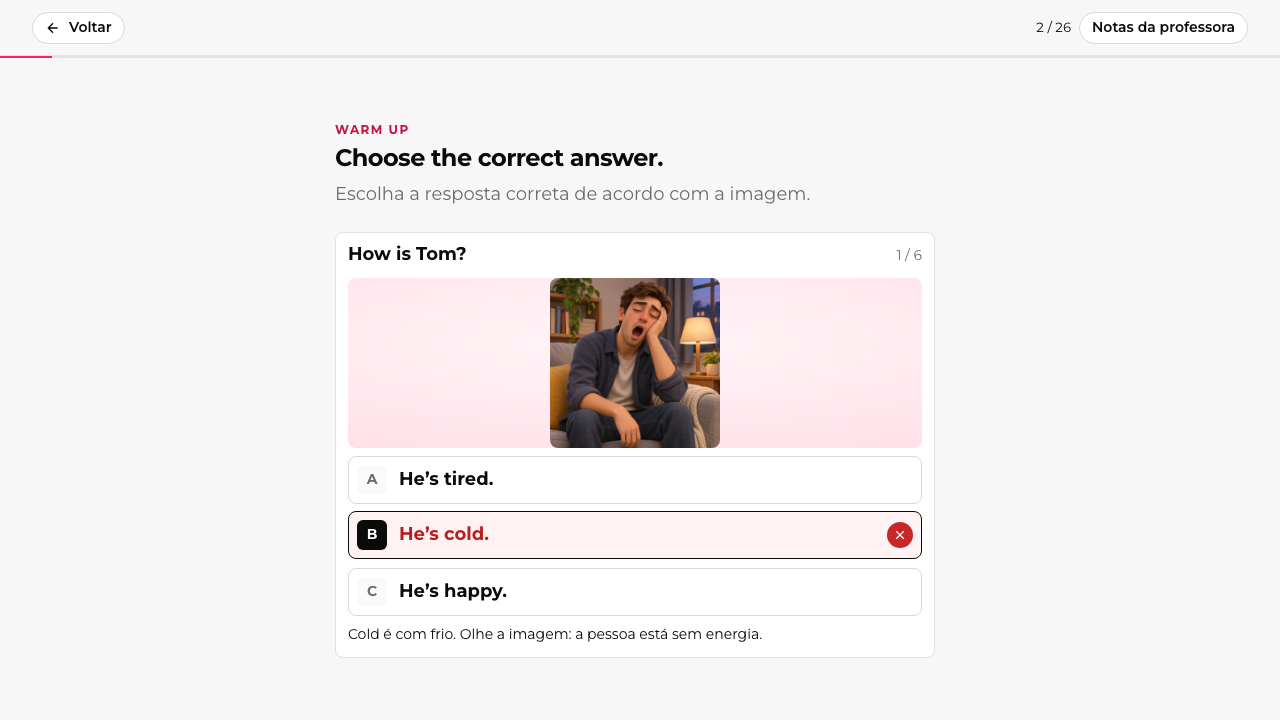 Voltar
2 / 26
Notas da professora
WARM UP
Choose the correct answer.
Escolha a resposta correta de acordo com a imagem.
How is Tom?
1 / 6
A
He’s tired.
B
He’s cold.
C
He’s happy.
Cold é com frio. Olhe a imagem: a pessoa está sem energia.